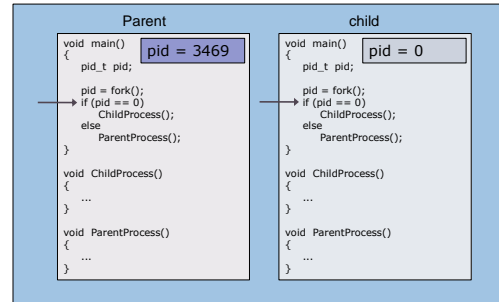 Parent
void main()
{
pid = 3469
pid_t pid;
pid = fork();
if (pid == 0)
ChildProcess();
else
ParentProcess();
}
void ChildProcess()
{
...
}
void ParentProcess()
{
...
}
child
void main()
{
pid = 0
pid_t pid;
pid = fork();
if (pid == 0)
ChildProcess();
else
ParentProcess();
}
void ChildProcess()
{
...
}
void ParentProcess()
{
...
}